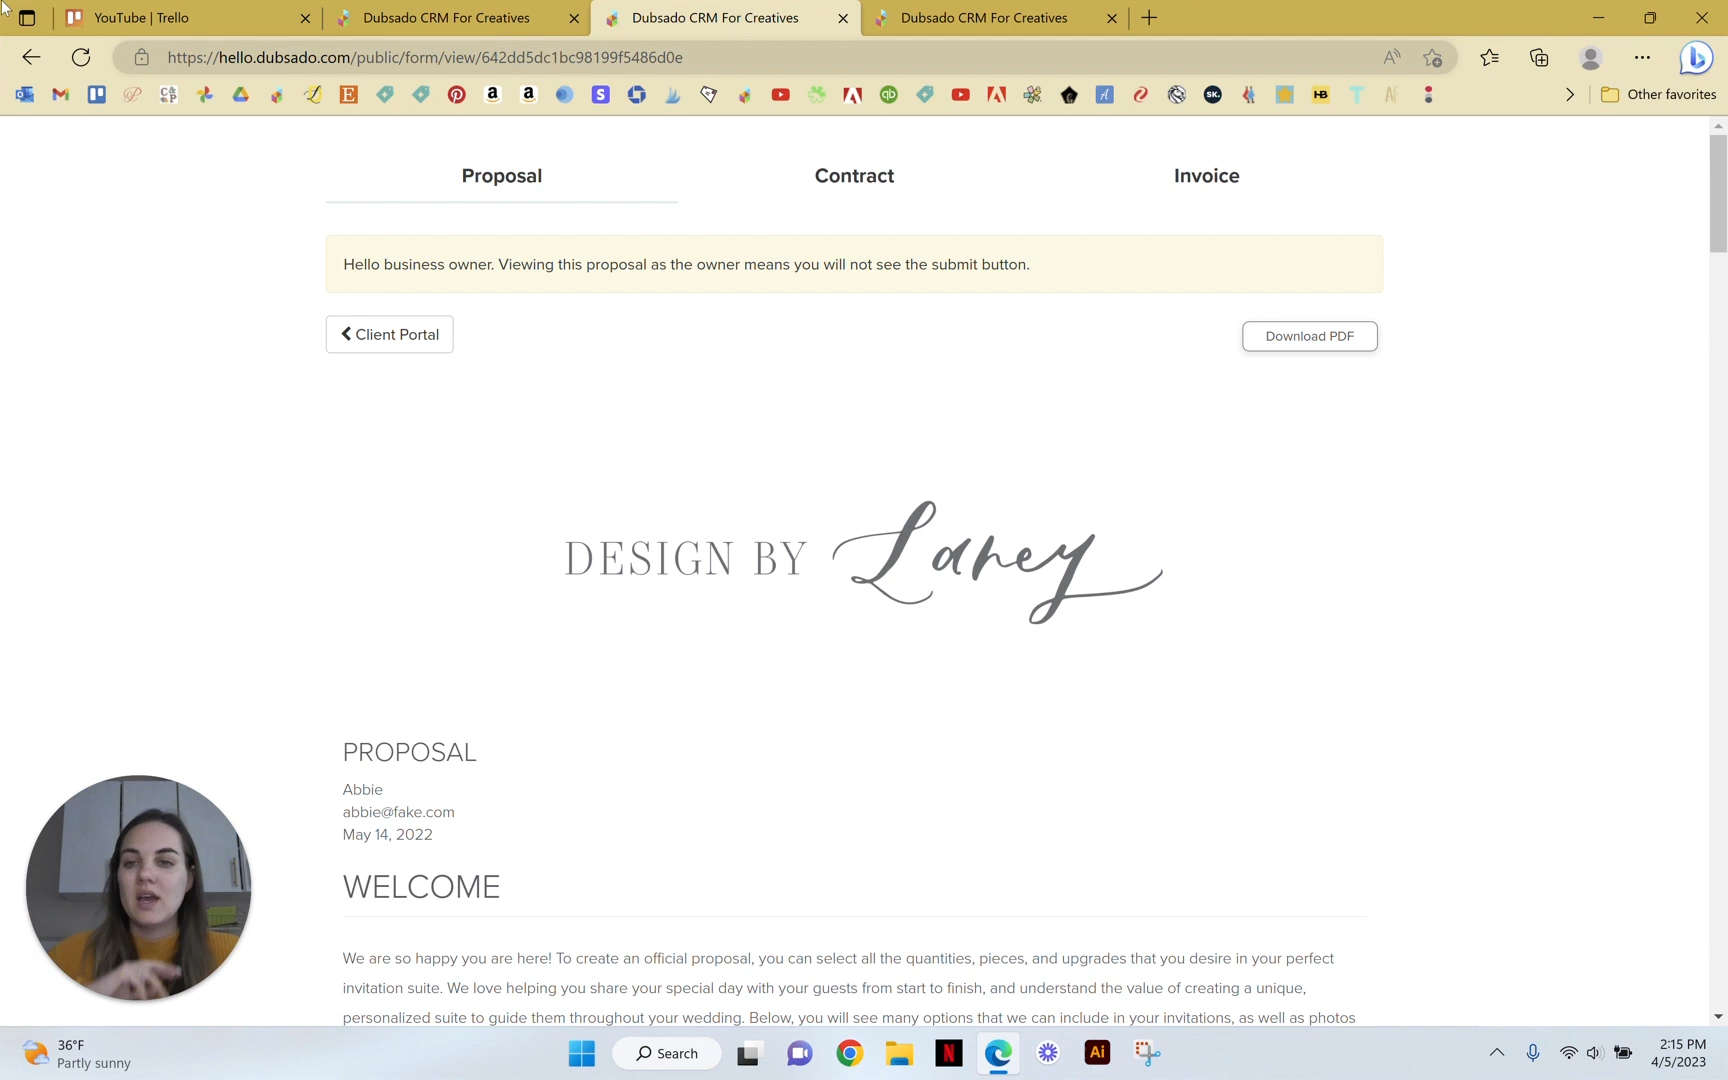 YouTube | Trello
Dubsado CRM For Creatives
Dubsado CRM For Creatives
Dubsado CRM For Creatives
https://hello.dubsado.com/public/form/view/642dd5dc1bc98199f5486d0e
Other favorites
Proposal
Contract
Invoice
Hello business owner. Viewing this proposal as the owner means you will not see the submit button.
Client Portal
Download PDF
DESIGN BY Laney
PROPOSAL
Abbie
abbie@fake.com
May 14, 2022
WELCOME
We are so happy you are here! To create an official proposal, you can select all the quantities, pieces, and upgrades that you desire in your perfect
invitation suite. We love helping you share your special day with your guests from start to finish, and understand the value of creating a unique,
personalized suite to guide them throughout your wedding. Below, you will see many options that we can include in your invitations, as well as photos
36°F
Partly sunny
Search
2:15 PM
4/5/2023